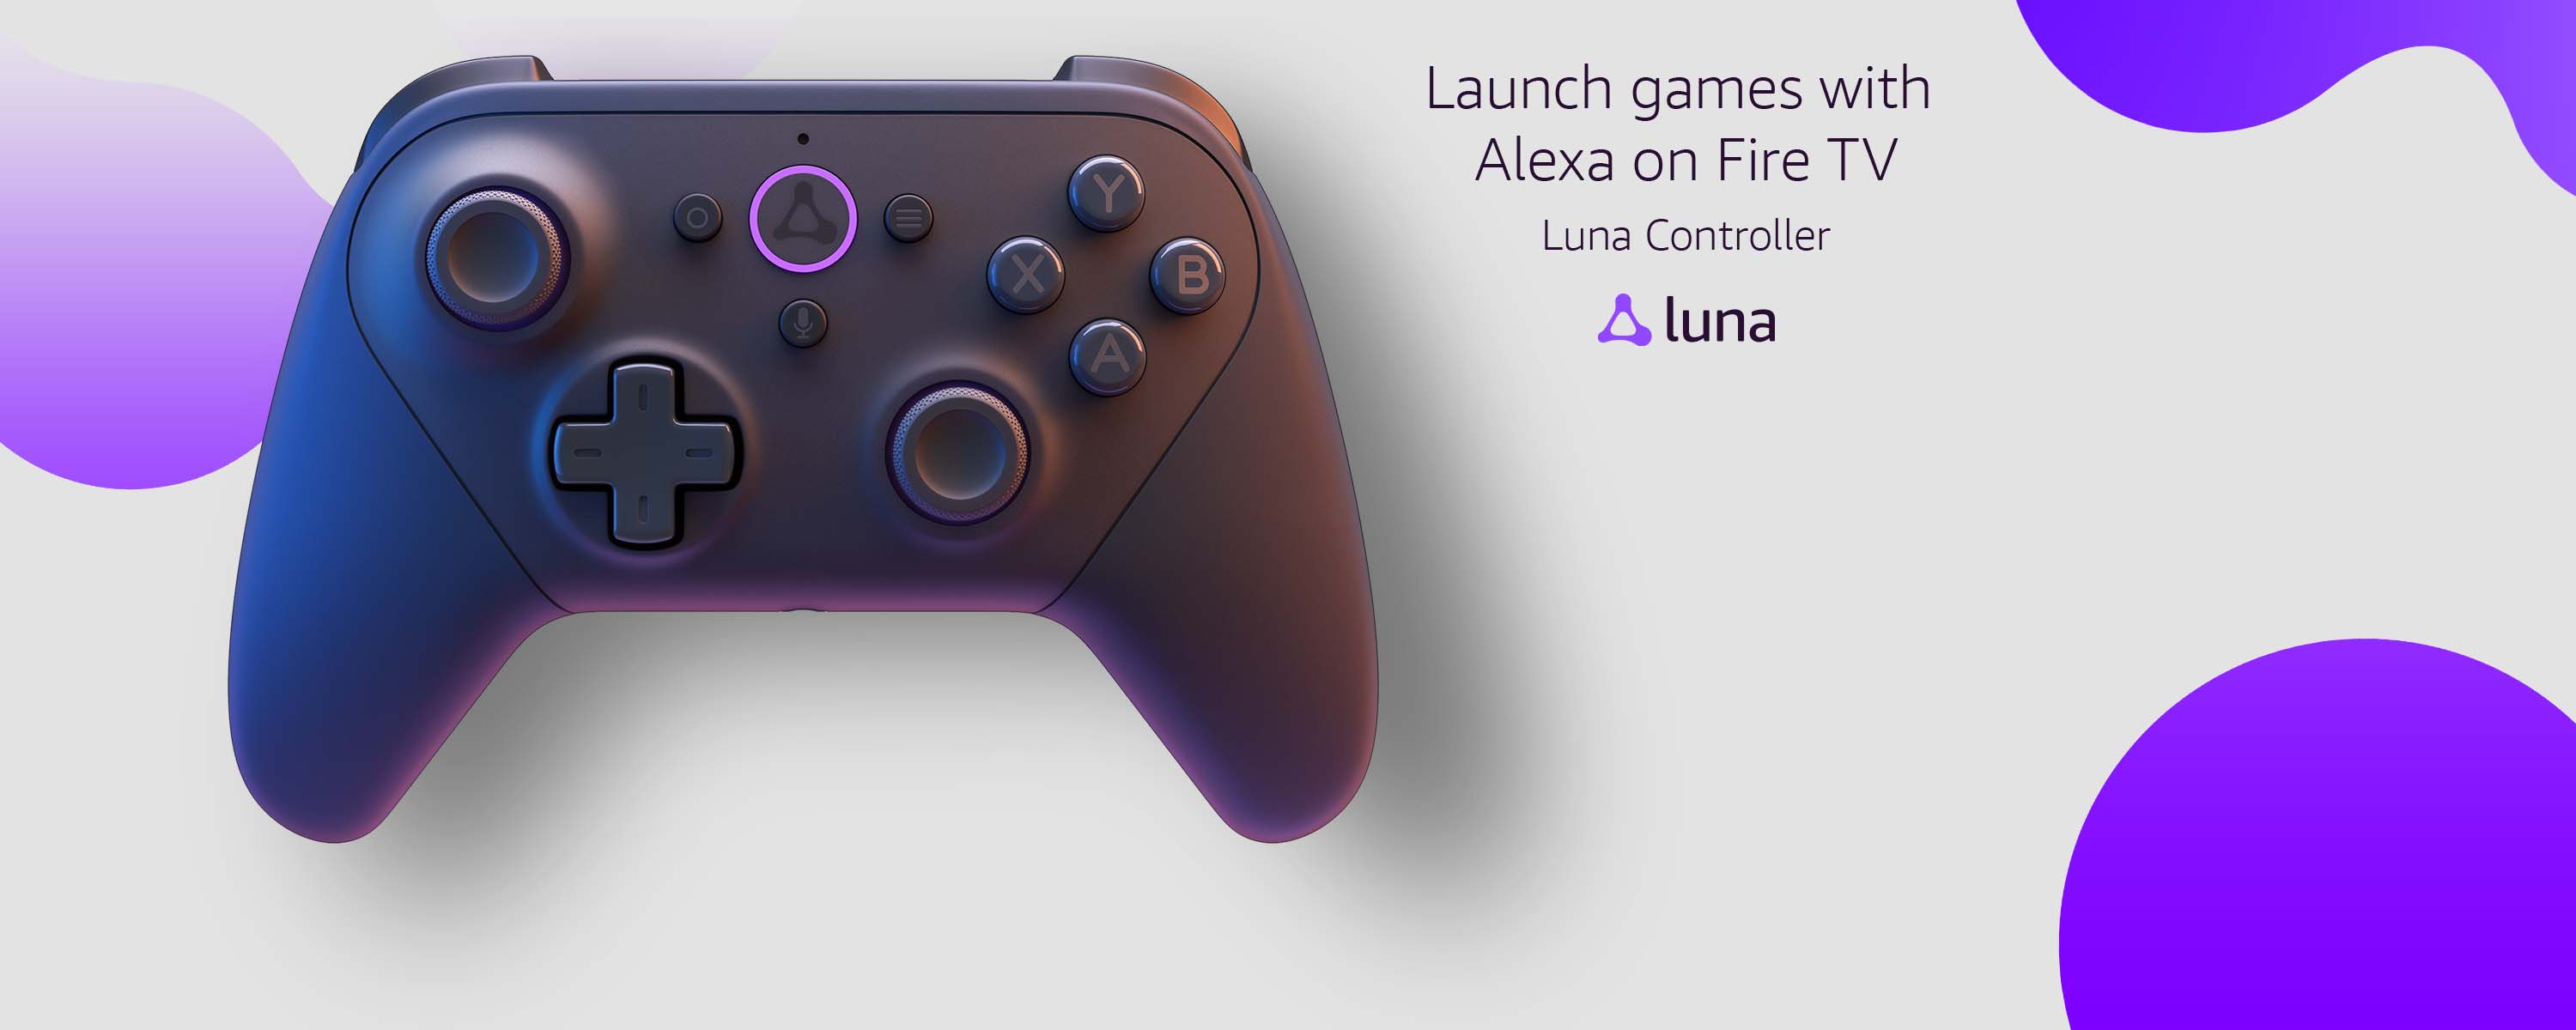 Launch games with
Alexa on Fire TV
Luna Controller
luna
Y
X
B
A